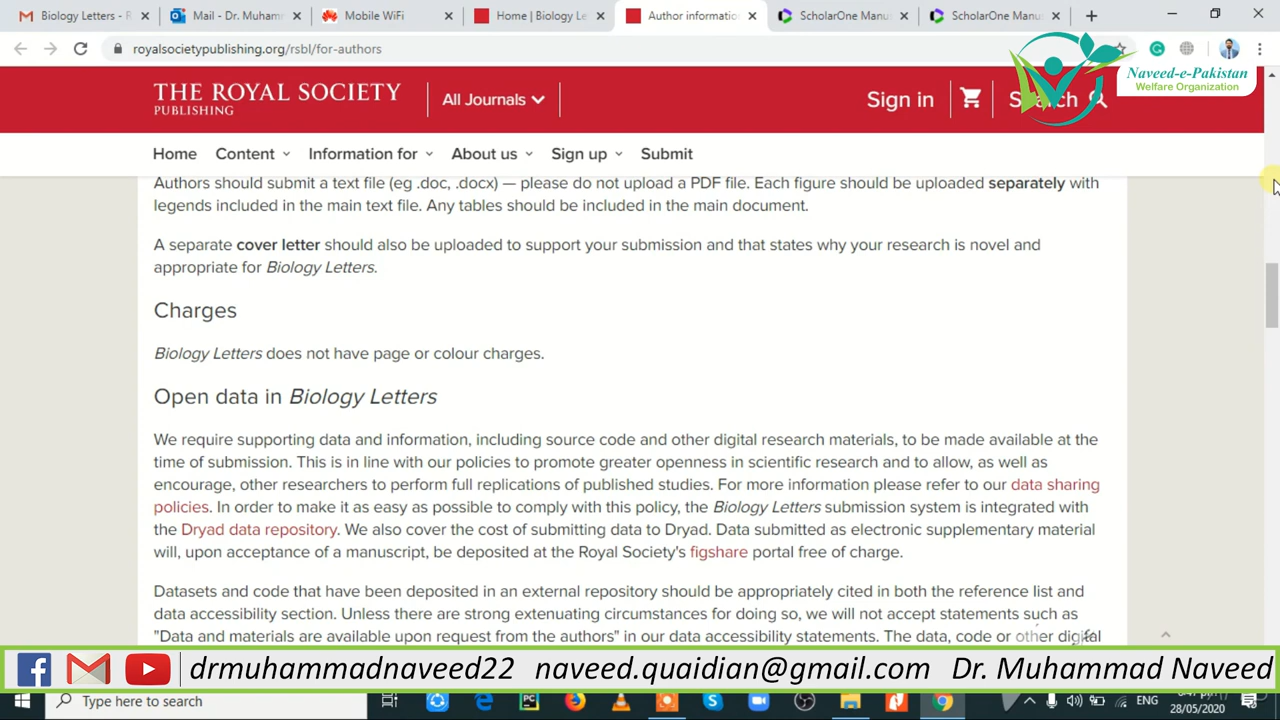 Biology Letters - R
Mail - Dr. Muhamm
Mobile WiFi
Home | Biology Le
Author information
ScholarOne Manus
ScholarOne Manus
royalsocietypublishing.org/rsbl/for-authors
Naveed-e-Pakistan
Welfare Organization
THE ROYAL SOCIETY
PUBLISHING
All Journals
Sign in
Search
Home Content Information for About us Sign up Submit
Authors should submit a text file (eg .doc, .docx) — please do not upload a PDF file. Each figure should be uploaded separately with
legends included in the main text file. Any tables should be included in the main document.
A separate cover letter should also be uploaded to support your submission and that states why your research is novel and
appropriate for Biology Letters.
Charges
Biology Letters does not have page or colour charges.
Open data in Biology Letters
We require supporting data and information, including source code and other digital research materials, to be made available at the
time of submission. This is in line with our policies to promote greater openness in scientific research and to allow, as well as
encourage, other researchers to perform full replications of published studies. For more information please refer to our data sharing
policies. In order to make it as easy as possible to comply with this policy, the Biology Letters submission system is integrated with
the Dryad data repository. We also cover the cost of submitting data to Dryad. Data submitted as electronic supplementary material
will, upon acceptance of a manuscript, be deposited at the Royal Society's figshare portal free of charge.
Datasets and code that have been deposited in an external repository should be appropriately cited in both the reference list and
data accessibility section. Unless there are strong extenuating circumstances for doing so, we will not accept statements such as
"Data and materials are available upon request from the authors" in our data accessibility statements. The data, code or other digital
drmuhammadnaveed22 naveed.quaidian@gmail.com Dr. Muhammad Naveed
Type here to search
ENG
28/05/2020